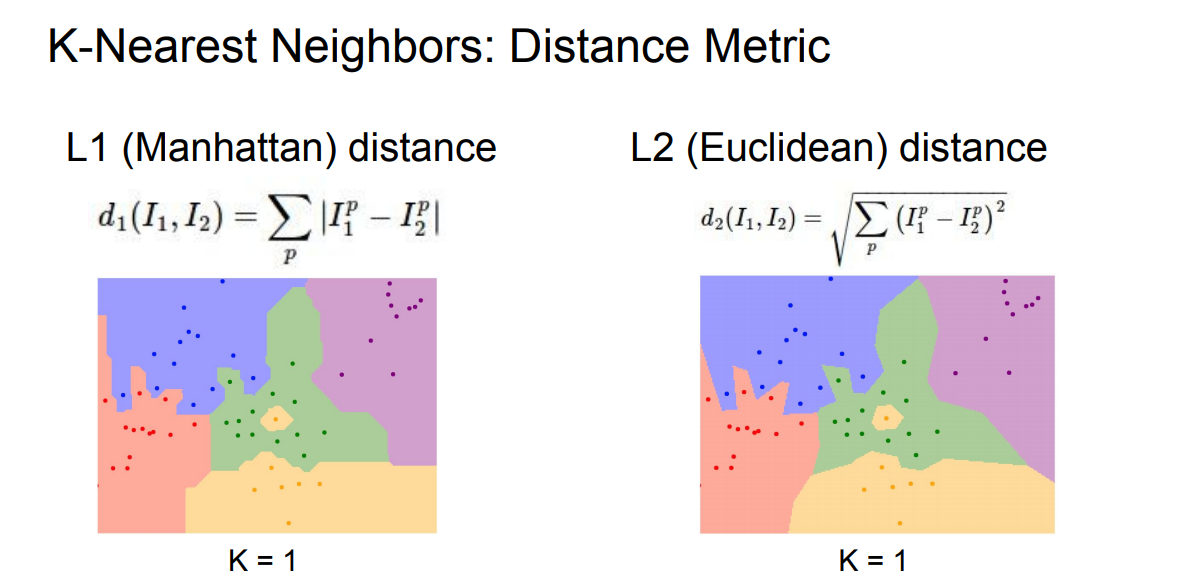 K-Nearest Neighbors: Distance Metric
L1 (Manhattan) distance
d₁(I₁, I₂) = ∑ₚ |I₁ᵖ − I₂ᵖ|
L2 (Euclidean) distance
d₂(I₁, I₂) = √(∑ₚ (I₁ᵖ − I₂ᵖ)²)
K = 1
K = 1